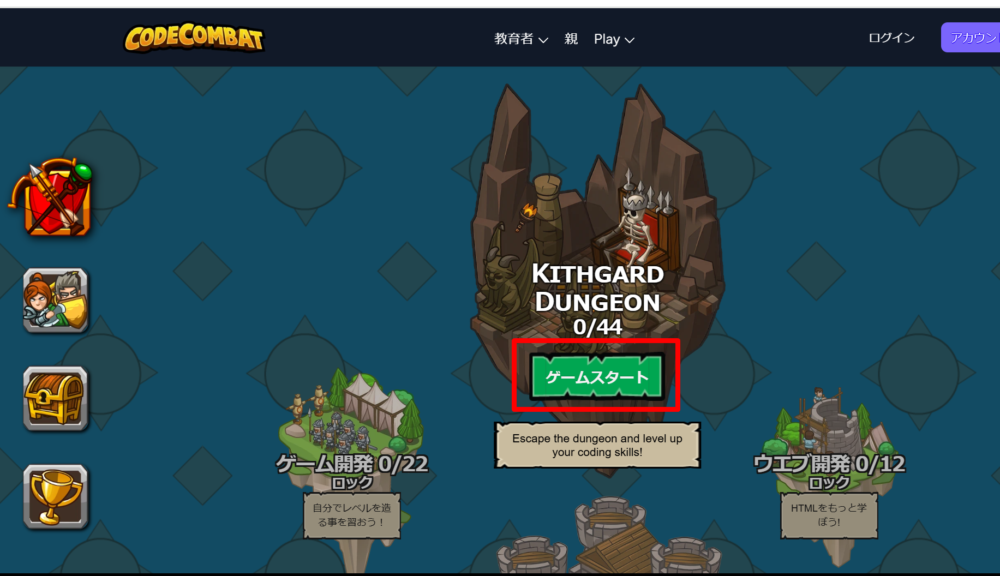 CODECOMBAT
教育者 親 Play
ログイン
アカウン
KITHGARD
DUNGEON
0/44
ゲームスタート
Escape the dungeon and level up
your coding skills!
ゲーム開発 0/22
ロック
自分でレベルを造
る事を習おう！
ウエブ開発 0/12
ロック
HTMLをもっと学
ぼう!